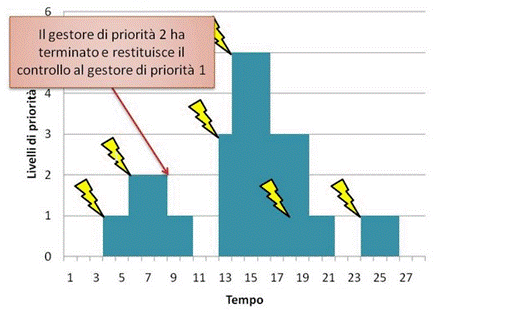 6
Il gestore di priorità 2 ha
terminato e restituisce il
controllo al gestore di priorità 1
4
3
2
1
0
Livelli di priorità
1 3 5 7 9 11 13 15 17 19 21 23 25 27
Tempo